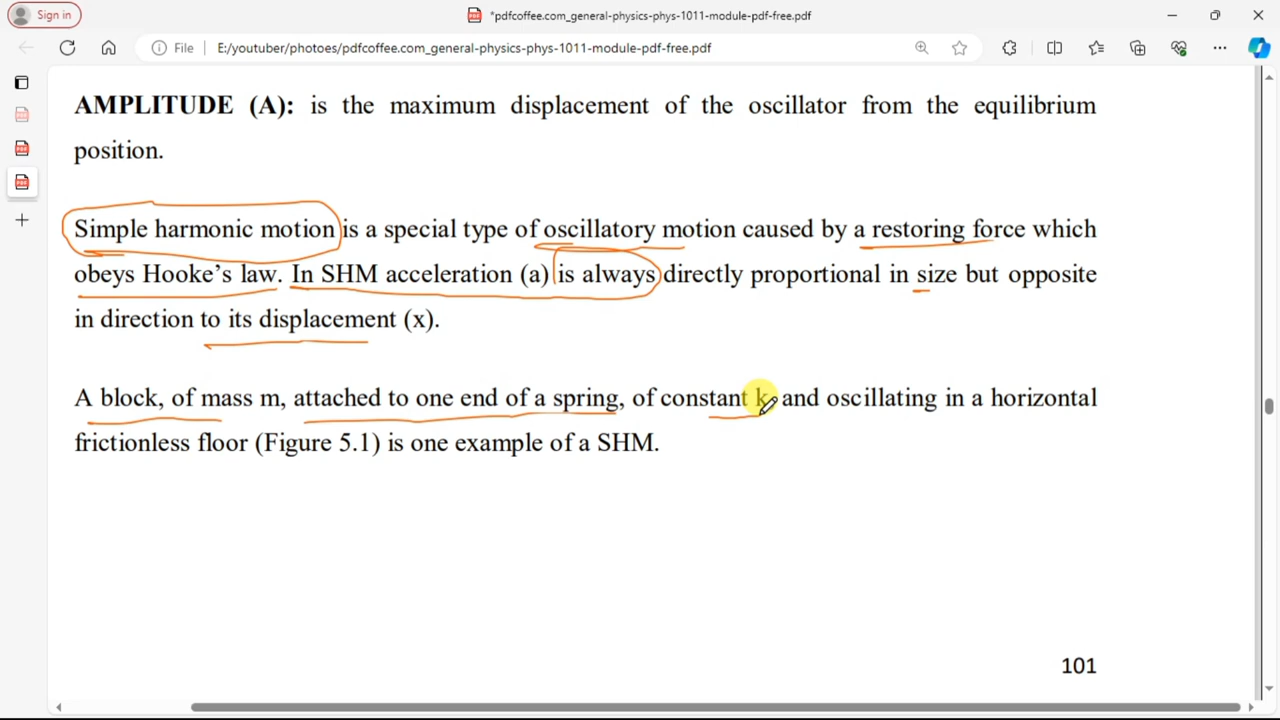 Sign in
*pdfcoffee.com_general-physics-phys-1011-module-pdf-free.pdf
File
E:/youtuber/photoes/pdfcoffee.com_general-physics-phys-1011-module-pdf-free.pdf
AMPLITUDE (A): is the maximum displacement of the oscillator from the equilibrium
position.
Simple harmonic motion is a special type of oscillatory motion caused by a restoring force which
obeys Hooke's law. In SHM acceleration (a) is always directly proportional in size but opposite
in direction to its displacement (x).
A block, of mass m, attached to one end of a spring, of constant k, and oscillating in a horizontal
frictionless floor (Figure 5.1) is one example of a SHM.
101